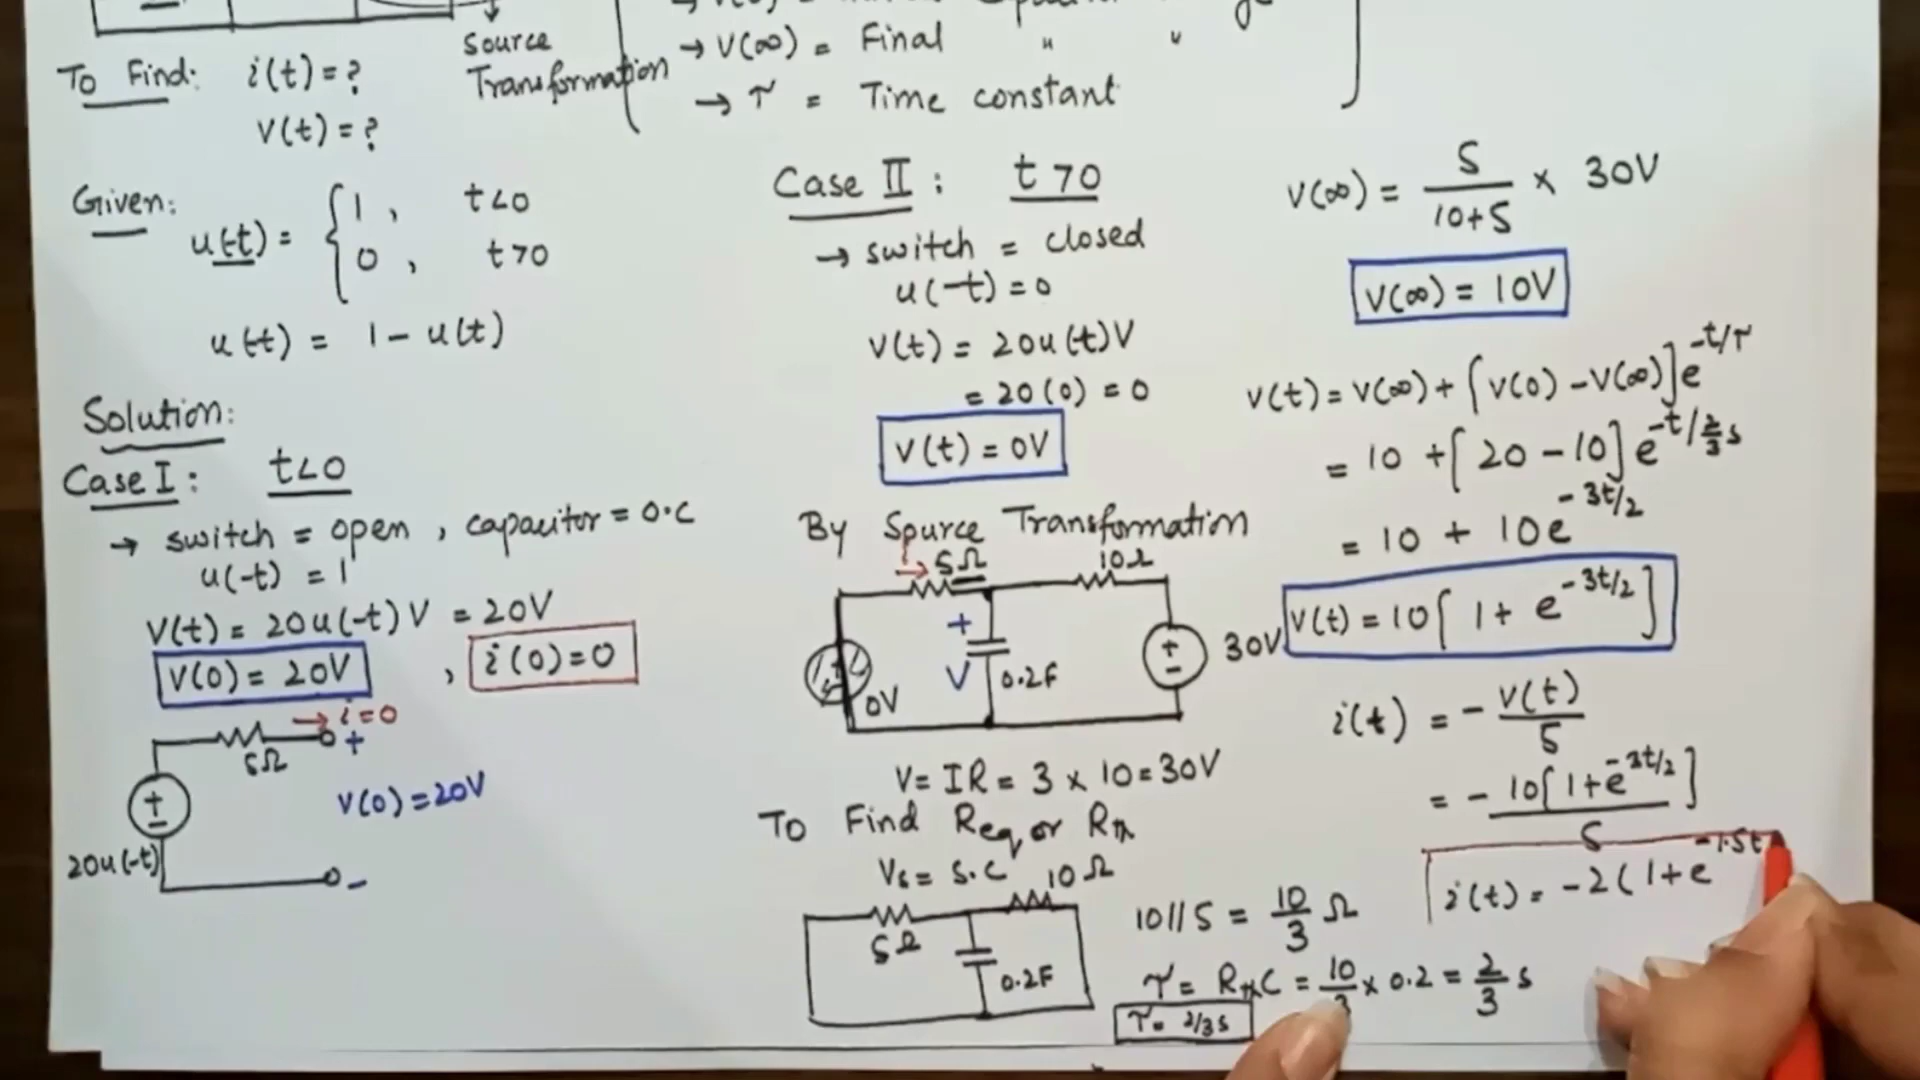 Source
Transformation
To Find: i(t) = ?
V(t) = ?
→ V(∞) = Final " "
→ τ = Time constant
Given:
u(-t) = { 1 , t<0
0 , t>0
u(-t) = 1 - u(t)
Solution:
Case I : t<0
→ switch = open , capacitor = O.C
u(-t) = 1
V(t) = 20u(-t) V = 20V
V(0) = 20V , i(0) = 0
→ i=0
5Ω
+
V(0) = 20V
+
-
20u(-t)
-
Case II : t>0
→ switch = closed
u(-t) = 0
V(t) = 20u(-t) V
= 20 (0) = 0
V(t) = 0V
By Source Transformation
i
→ 5Ω 10Ω
+
V 0.2F
0V
+
-
30V
V = IR = 3 × 10 = 30V
To Find Req or Rth
Vs = S.C 10Ω
5Ω
0.2F
10//5 = 10/3 Ω
τ = RthC = 10/3 × 0.2 = 2/3 s
τ = 2/3 s
V(∞) = 5/10+5 × 30V
V(∞) = 10V
V(t) = V(∞) + [V(0) - V(∞)] e^-t/τ
= 10 + [20 - 10] e^-t/2/3 s
= 10 + 10e^-3t/2
V(t) = 10[1 + e^-3t/2]
i(t) = - V(t)/5
= - 10[1+e^-3t/2]/5
i(t) = -2(1+e^-1.5t